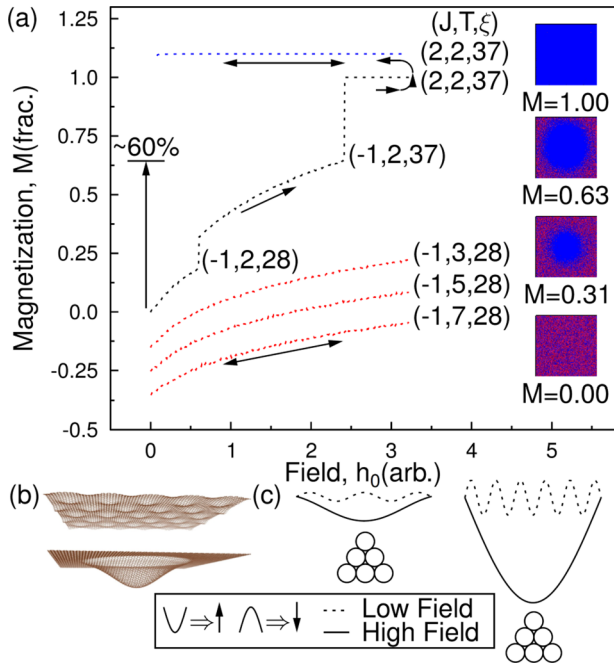 (a)
(J,T,ξ)
(2,2,37)
(2,2,37)
M=1.00
~60%
(-1,2,37)
M=0.63
(-1,2,28)
(-1,3,28)
(-1,5,28)
(-1,7,28)
M=0.31
M=0.00
Magnetization, M(frac.)
1.25
1.0
0.75
0.50
0.25
0.0
-0.25
-0.5
0 1 2 3 4 5
Field, h0(arb.)
(b)
(c)
⇒ ⇒ Low Field
High Field